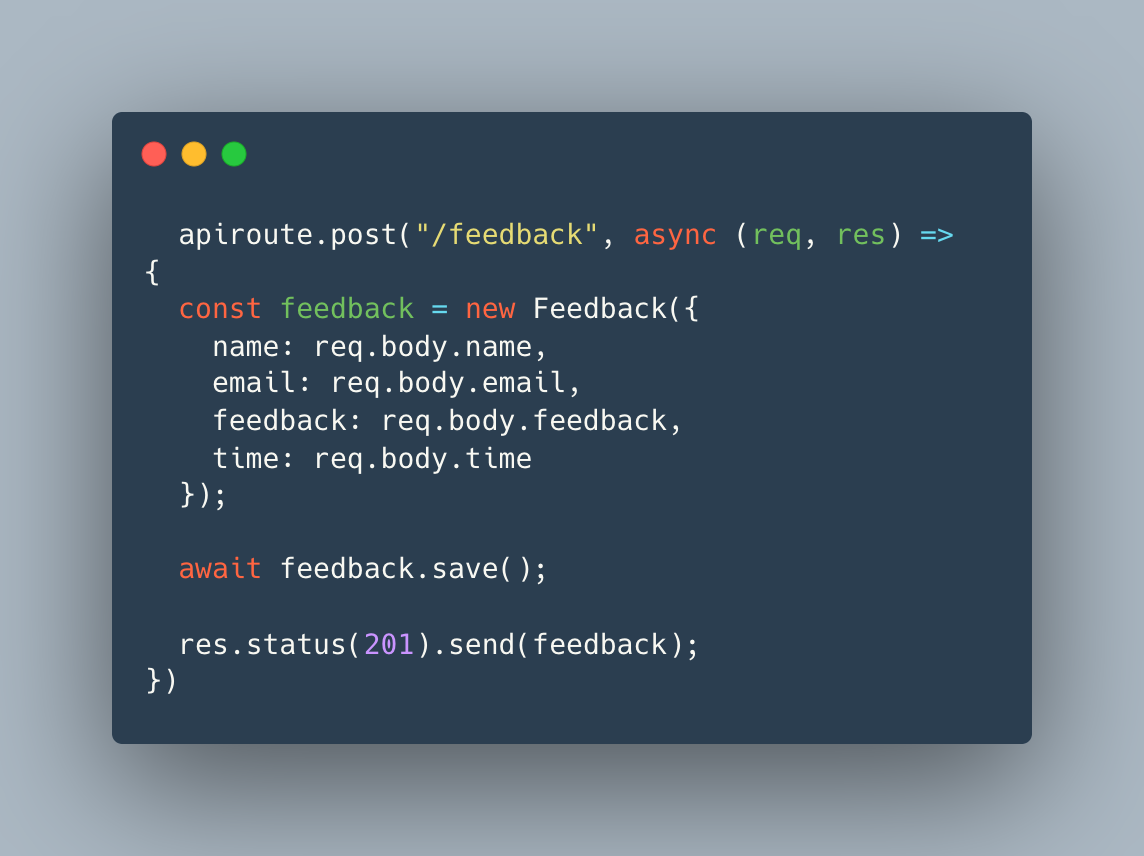 apiroute.post("/feedback", async (req, res) =>
{
  const feedback = new Feedback({
    name: req.body.name,
    email: req.body.email,
    feedback: req.body.feedback,
    time: req.body.time
  });

  await feedback.save();

  res.status(201).send(feedback);
})